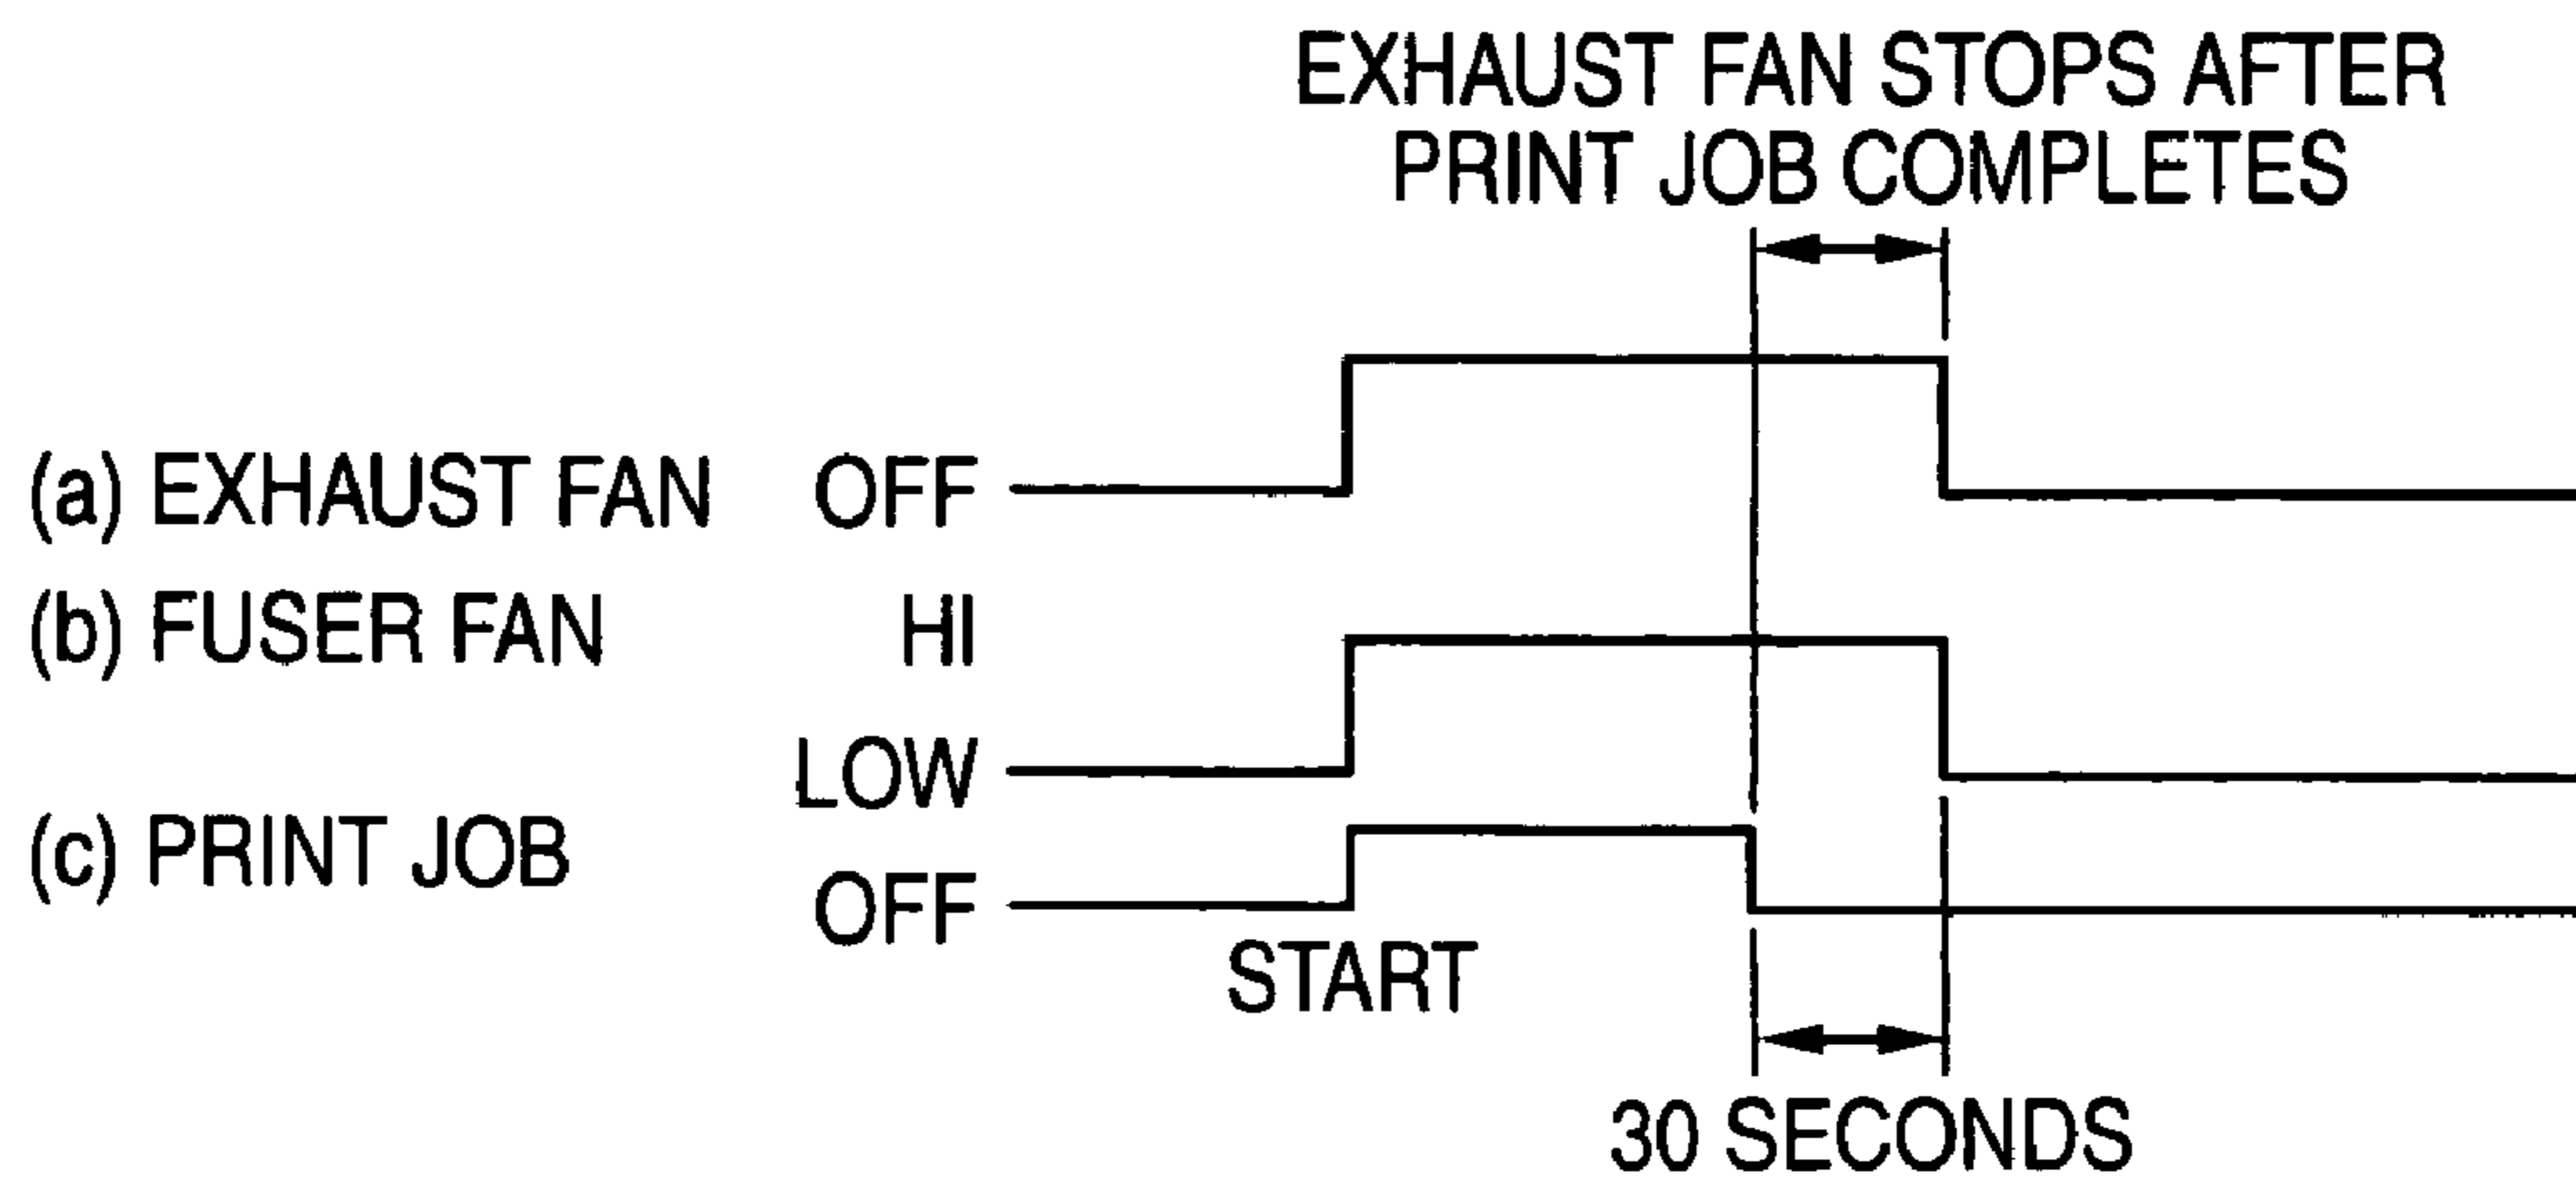 EXHAUST FAN STOPS AFTER
PRINT JOB COMPLETES
(a) EXHAUST FAN OFF
(b) FUSER FAN HI
LOW
(c) PRINT JOB
OFF
START
30 SECONDS